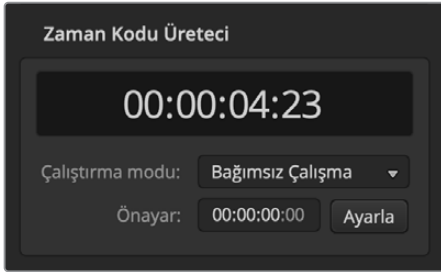 Zaman Kodu Üreteci
00:00:04:23
Çalıştırma modu: Bağımsız Çalışma
Önayar: 00:00:00:00 Ayarla